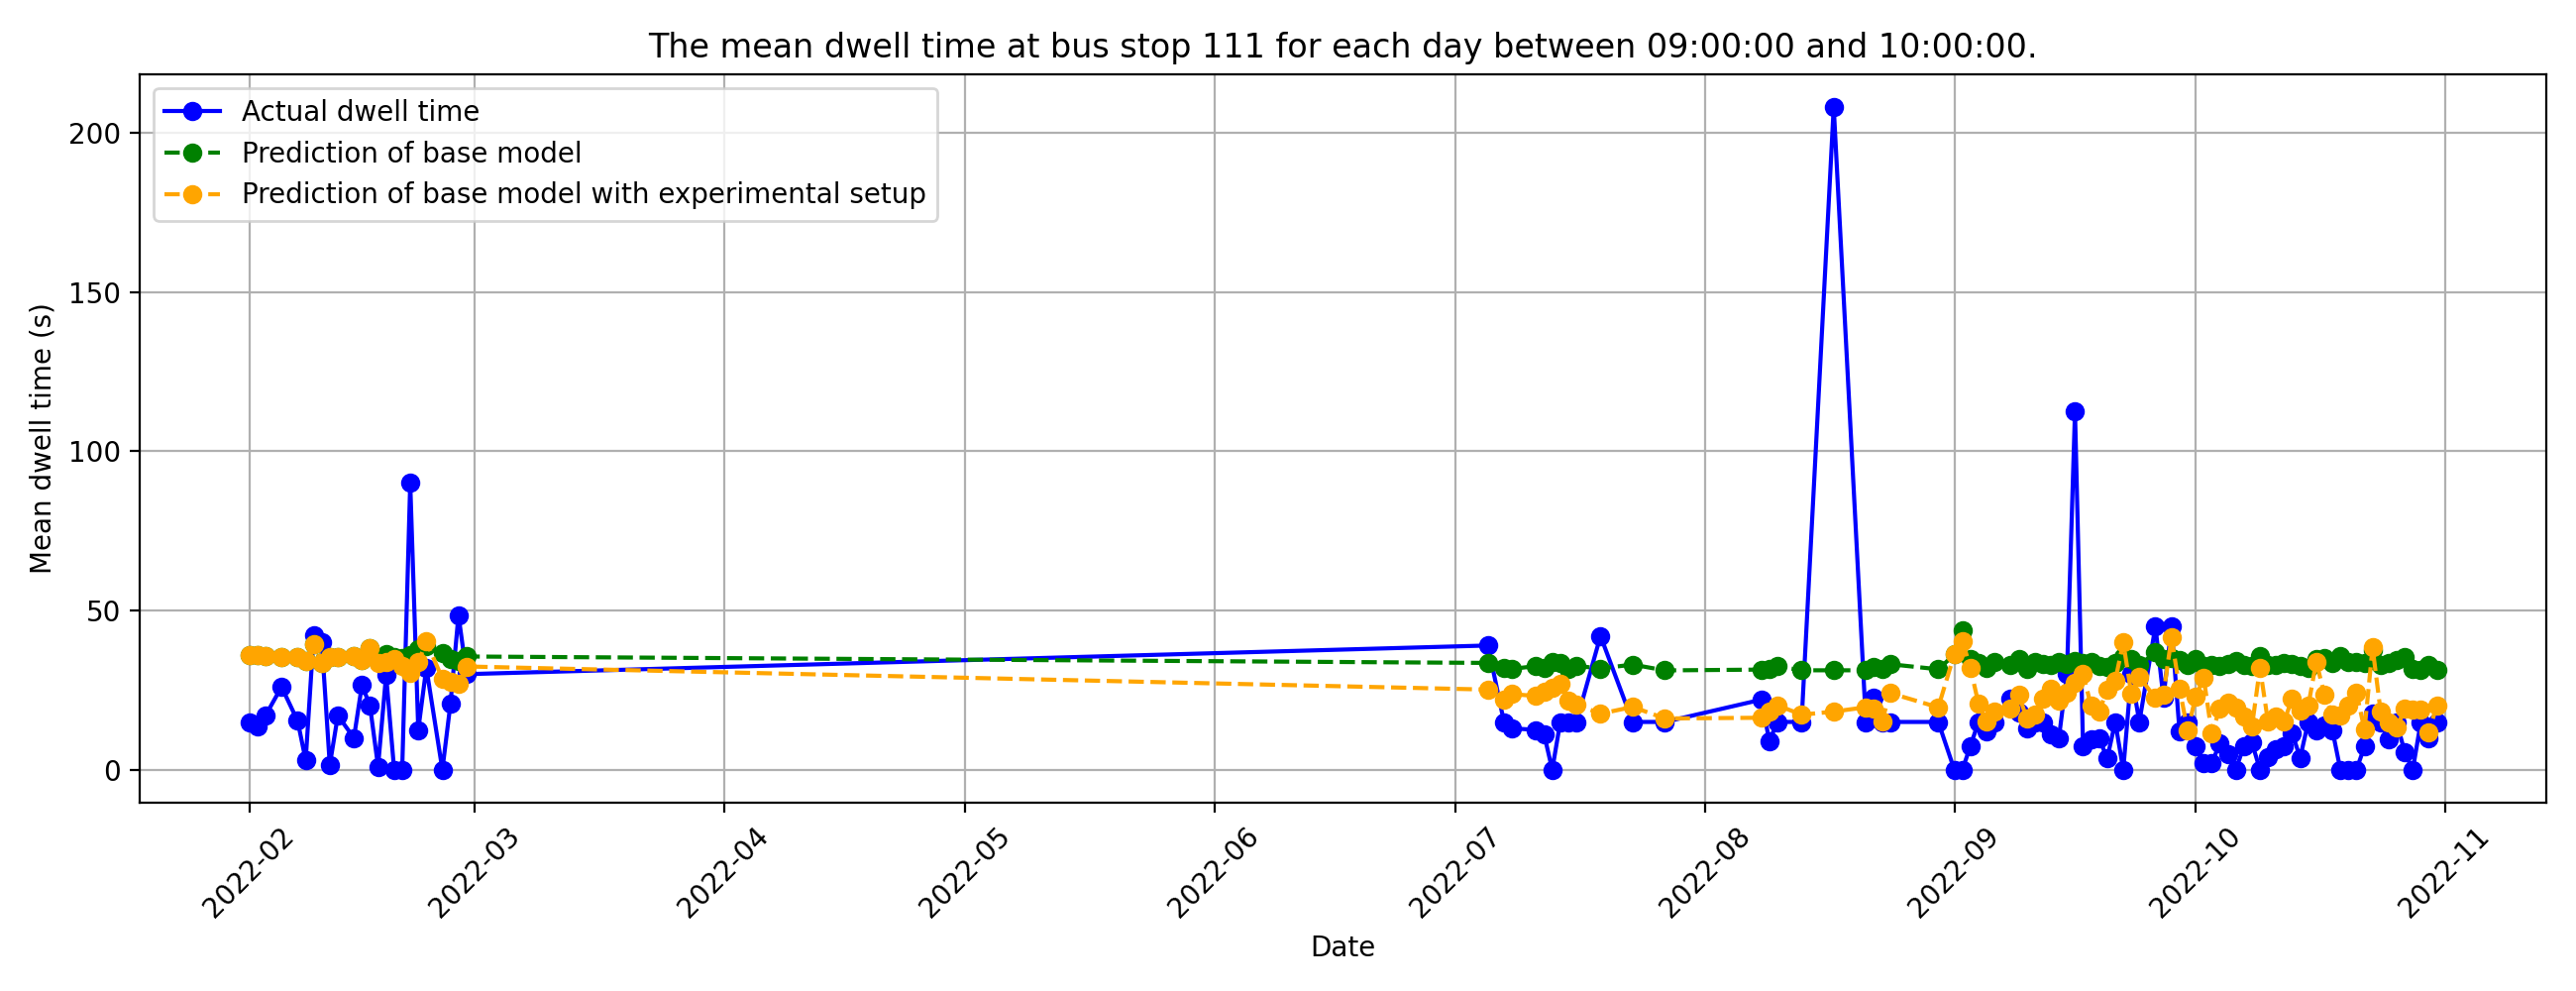 The mean dwell time at bus stop 111 for each day between 09:00:00 and 10:00:00.
Actual dwell time
Prediction of base model
Prediction of base model with experimental setup
Mean dwell time (s)
200
150
100
50
0
2022-02
2022-03
2022-04
2022-05
2022-06
2022-07
2022-08
2022-09
2022-10
2022-11
Date